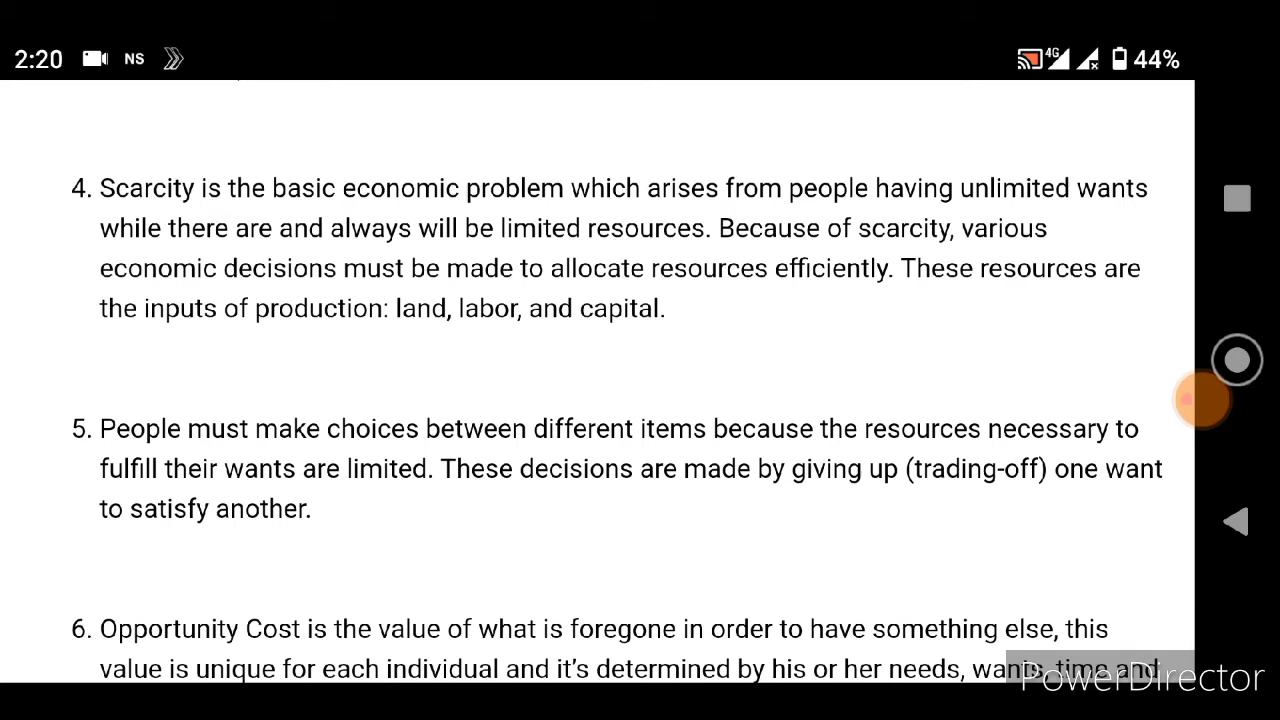 2:20 NS 4G 44%
4. Scarcity is the basic economic problem which arises from people having unlimited wants
while there are and always will be limited resources. Because of scarcity, various
economic decisions must be made to allocate resources efficiently. These resources are
the inputs of production: land, labor, and capital.
5. People must make choices between different items because the resources necessary to
fulfill their wants are limited. These decisions are made by giving up (trading-off) one want
to satisfy another.
6. Opportunity Cost is the value of what is foregone in order to have something else, this
value is unique for each individual and it's determined by his or her needs, wants, time and
PowerDirector